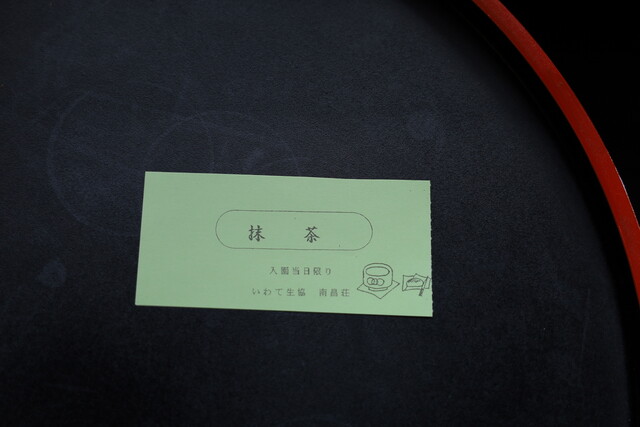 抹茶
入園当日限り
いわて生協 南昌荘